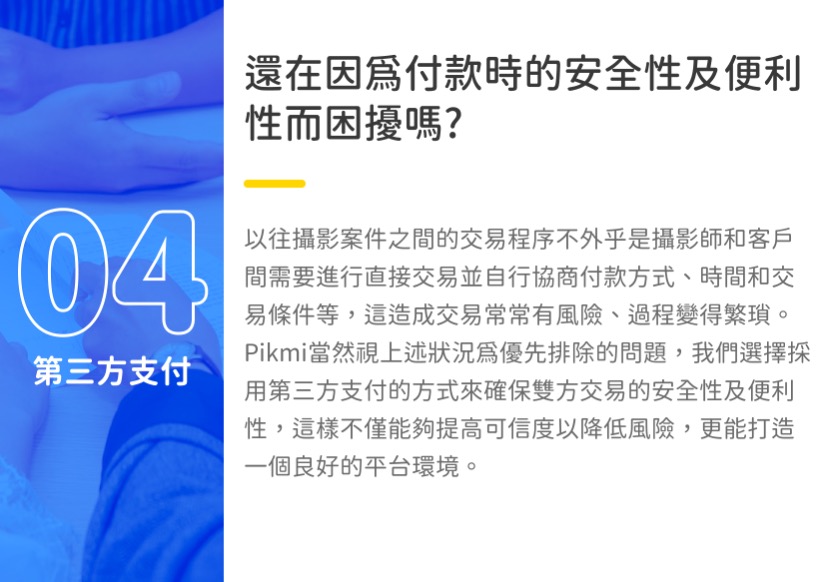 04
第三方支付
還在因爲付款時的安全性及便利
性而困擾嗎?
以往攝影案件之間的交易程序不外乎是攝影師和客戶
間需要進行直接交易並自行協商付款方式、時間和交
易條件等，這造成交易常常有風險、過程變得繁瑣。
Pikmi當然視上述狀況爲優先排除的問題，我們選擇採
用第三方支付的方式來確保雙方交易的安全性及便利
性，這樣不僅能夠提高可信度以降低風險，更能打造
一個良好的平台環境。